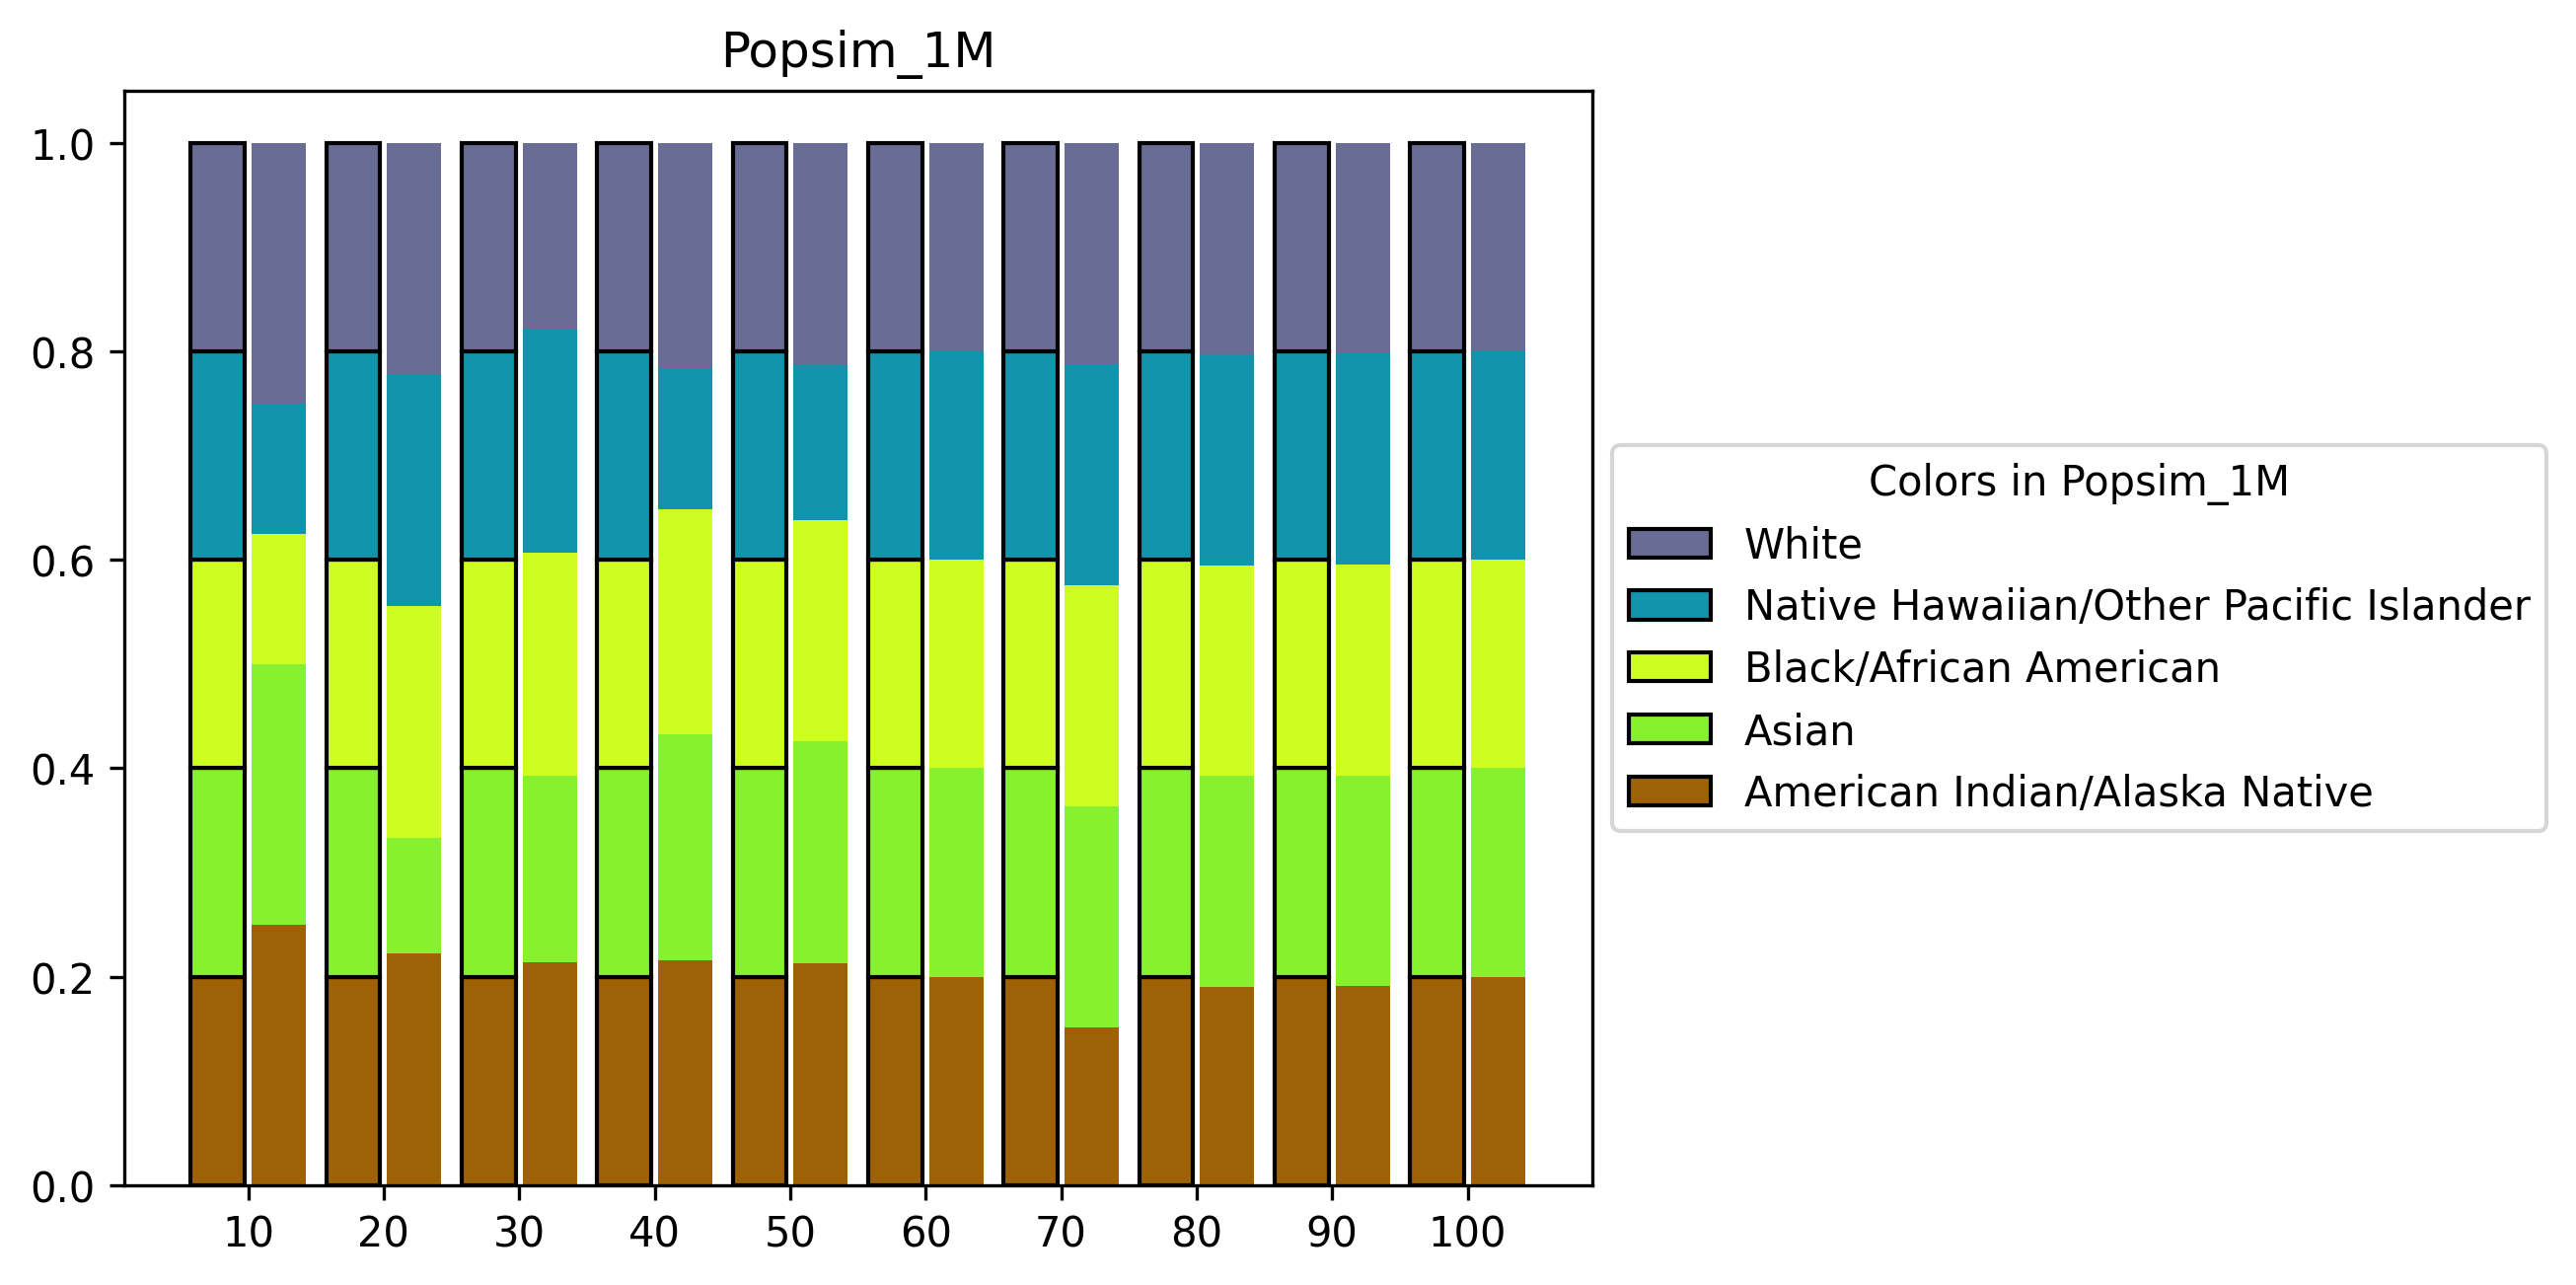 Popsim_1M
1.0
0.8
0.6
0.4
0.2
0.0
10 20 30 40 50 60 70 80 90 100
Colors in Popsim_1M
White
Native Hawaiian/Other Pacific Islander
Black/African American
Asian
American Indian/Alaska Native